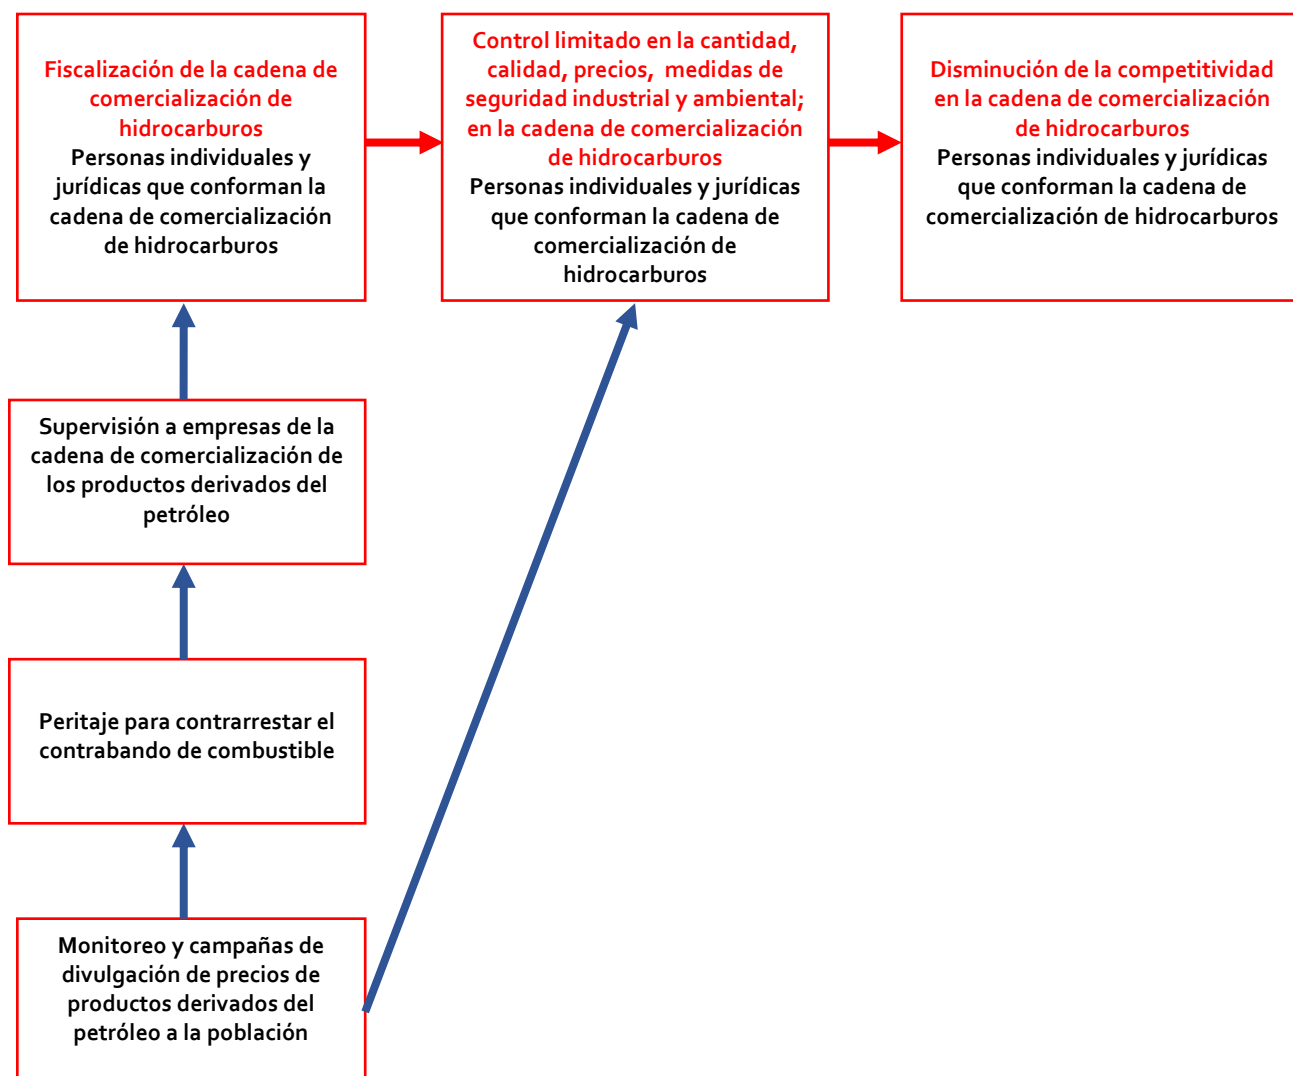 Fiscalización de la cadena de
comercialización de
hidrocarburos
Personas individuales y
jurídicas que conforman la
cadena de comercialización
de hidrocarburos
Control limitado en la cantidad,
calidad, precios, medidas de
seguridad industrial y ambiental;
en la cadena de comercialización
de hidrocarburos
Personas individuales y jurídicas
que conforman la cadena de
comercialización de
hidrocarburos
Disminución de la competitividad
en la cadena de comercialización
de hidrocarburos
Personas individuales y jurídicas
que conforman la cadena de
comercialización de hidrocarburos
Supervisión a empresas de la
cadena de comercialización de
los productos derivados del
petróleo
Peritaje para contrarrestar el
contrabando de combustible
Monitoreo y campañas de
divulgación de precios de
productos derivados del
petróleo a la población